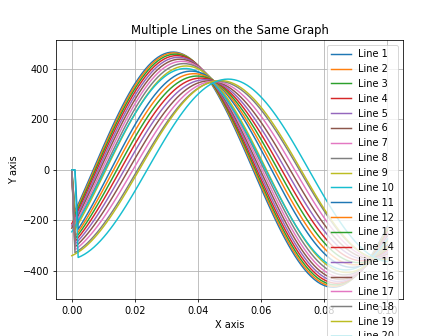 Multiple Lines on the Same Graph
Y axis
400
200
0
−200
−400
0.00
0.02
0.04
0.06
X axis
Line 1
Line 2
Line 3
Line 4
Line 5
Line 6
Line 7
Line 8
Line 9
Line 10
Line 11
Line 12
Line 13
Line 14
Line 15
Line 16
Line 17
Line 18
Line 19
Line 20